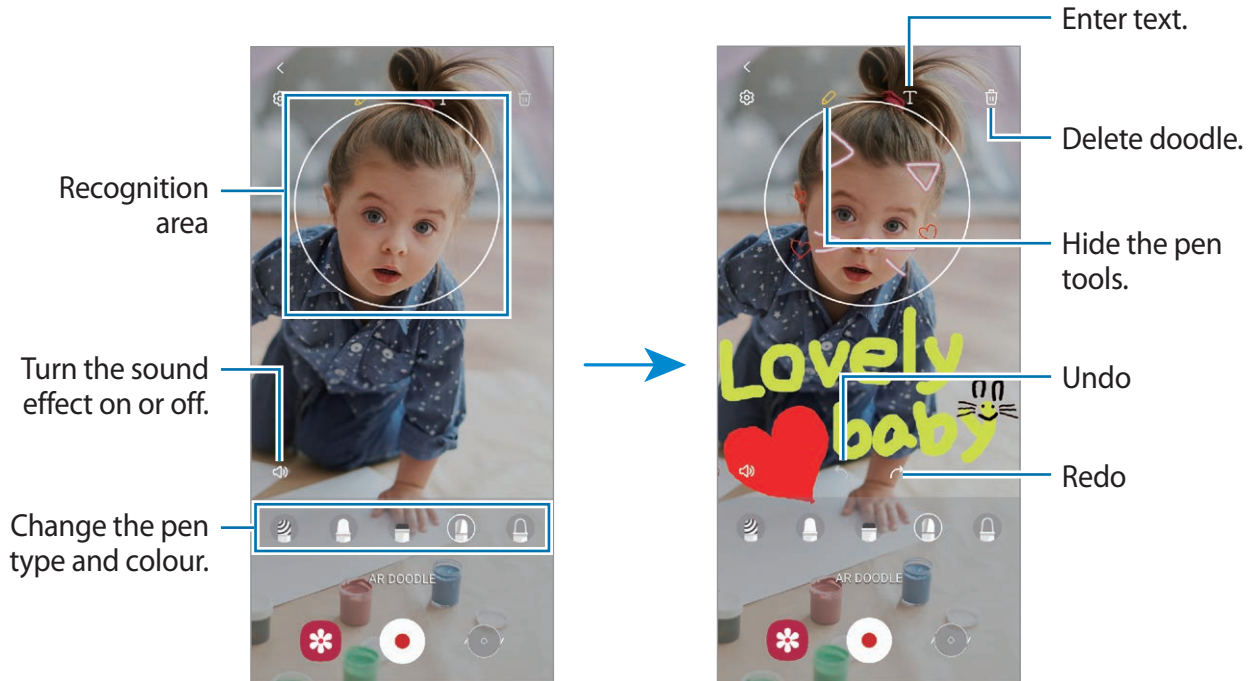 Enter text.
Delete doodle.
Recognition
area
Hide the pen
tools.
T
T
Lovely
baby
Turn the sound
effect on or off.
Undo
Redo
Change the pen
type and colour.
AR DOODLE
AR DOODLE